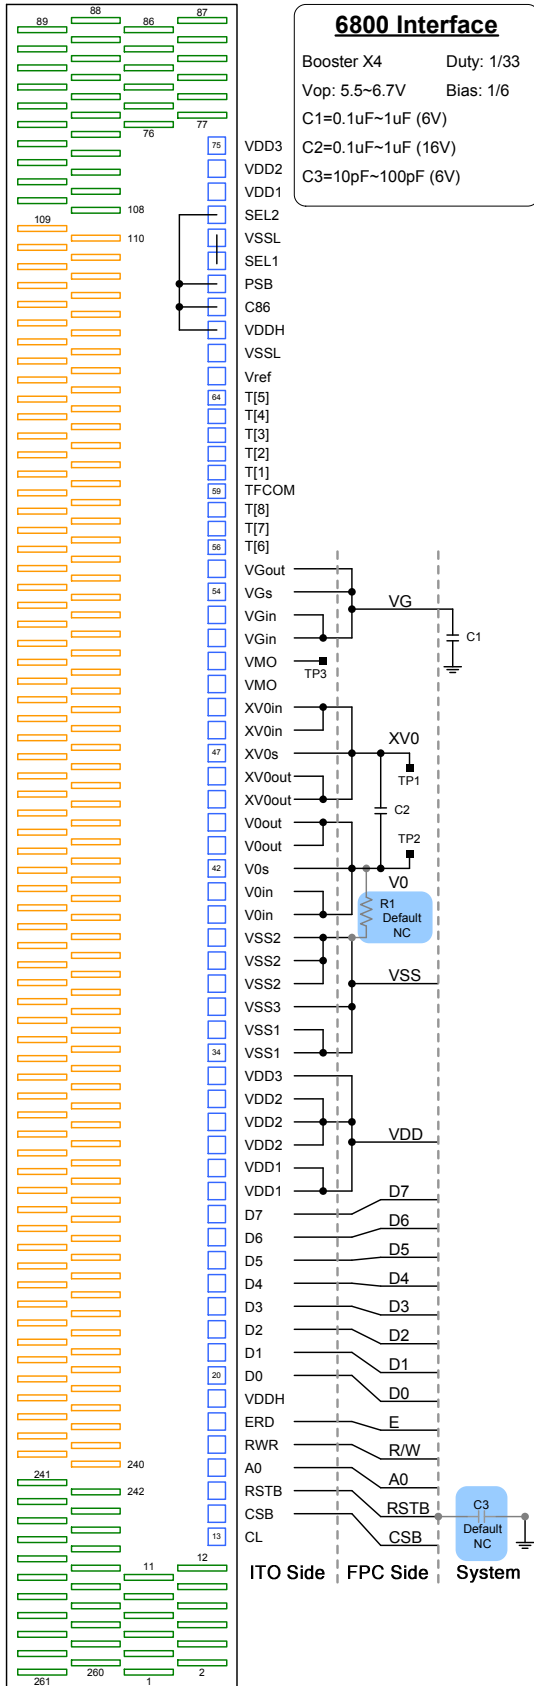 88 87
89 86
6800 Interface
Booster X4 Duty: 1/33
Vop: 5.5~6.7V Bias: 1/6
C1=0.1uF~1uF (6V)
C2=0.1uF~1uF (16V)
C3=10pF~100pF (6V)
76 77
75 VDD3
VDD2
VDD1
108 SEL2
109
110 VSSL
SEL1
PSB
C86
VDDH
VSSL
Vref
64 T[5]
T[4]
T[3]
T[2]
T[1]
59 TFCOM
T[8]
T[7]
56 T[6]
VGout
54 VGs VG
VGin
VGin C1
VMO TP3
VMO
XV0in
XV0in XV0
47 XV0s
XV0out TP1
XV0out C2
V0out
V0out TP2
42 V0s
V0in V0
V0in R1
Default
NC
VSS2
VSS2
VSS2 VSS
VSS3
VSS1
34 VSS1
VDD3
VDD2
VDD2
VDD2 VDD
VDD1
VDD1 D7
D7
D6 D6
D5 D5
D4 D4
D3 D3
D2 D2
D1 D1
20 D0 D0
VDDH
ERD E
RWR R/W
240 A0 A0
241
242 RSTB RSTB C3
Default
NC
CSB CSB
13 CL
12
11 ITO Side FPC Side System
261 260 1 2